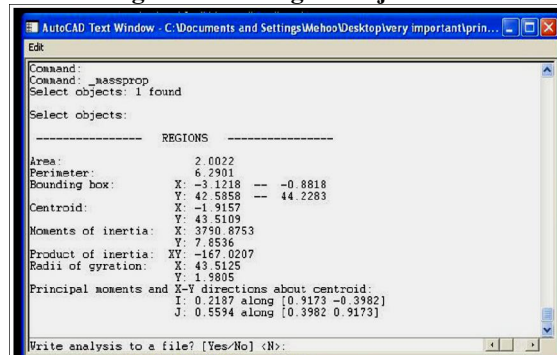 AutoCAD Text Window - C:\Documents and Settings\Mehoo\Desktop\very important\prin...
Edit
Command:
Command: _massprop
Select objects: 1 found
Select objects:
---------------- REGIONS ----------------
Area: 2.0022
Perimeter: 6.2901
Bounding box: X: -3.1218 -- -0.8818
Y: 42.5858 -- 44.2283
Centroid: X: -1.9157
Y: 43.5109
Moments of inertia: X: 3790.8753
Y: 7.8536
Product of inertia: XY: -167.0207
Radii of gyration: X: 43.5125
Y: 1.9805
Principal moments and X-Y directions about centroid:
I: 0.2187 along [0.9173 -0.3982]
J: 0.5594 along [0.3982 0.9173]
Write analysis to a file? [Yes/No] <N>: